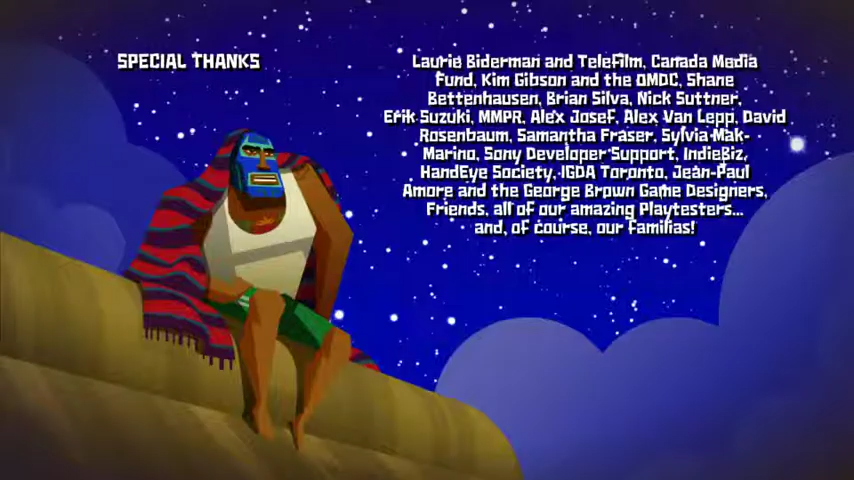 SPECIAL THANKS
Laurie Biderman and Telefilm, Canada Media
Fund, Kim Gibson and the OMDC, Shane
Bettenhausen, Brian Silva, Nick Suttner,
Erik Suzuki, MMPR, Alex Josef, Alex Van Lepp, David
Rosenbaum, Samantha Fraser, Sylvia Mak-
Marino, Sony Developer Support, IndieBiz,
HandEye Society, IGDA Toronto, Jean-Paul
Amore and the George Brown Game Designers,
Friends, all of our amazing Playtesters...
and, of course, our familias!